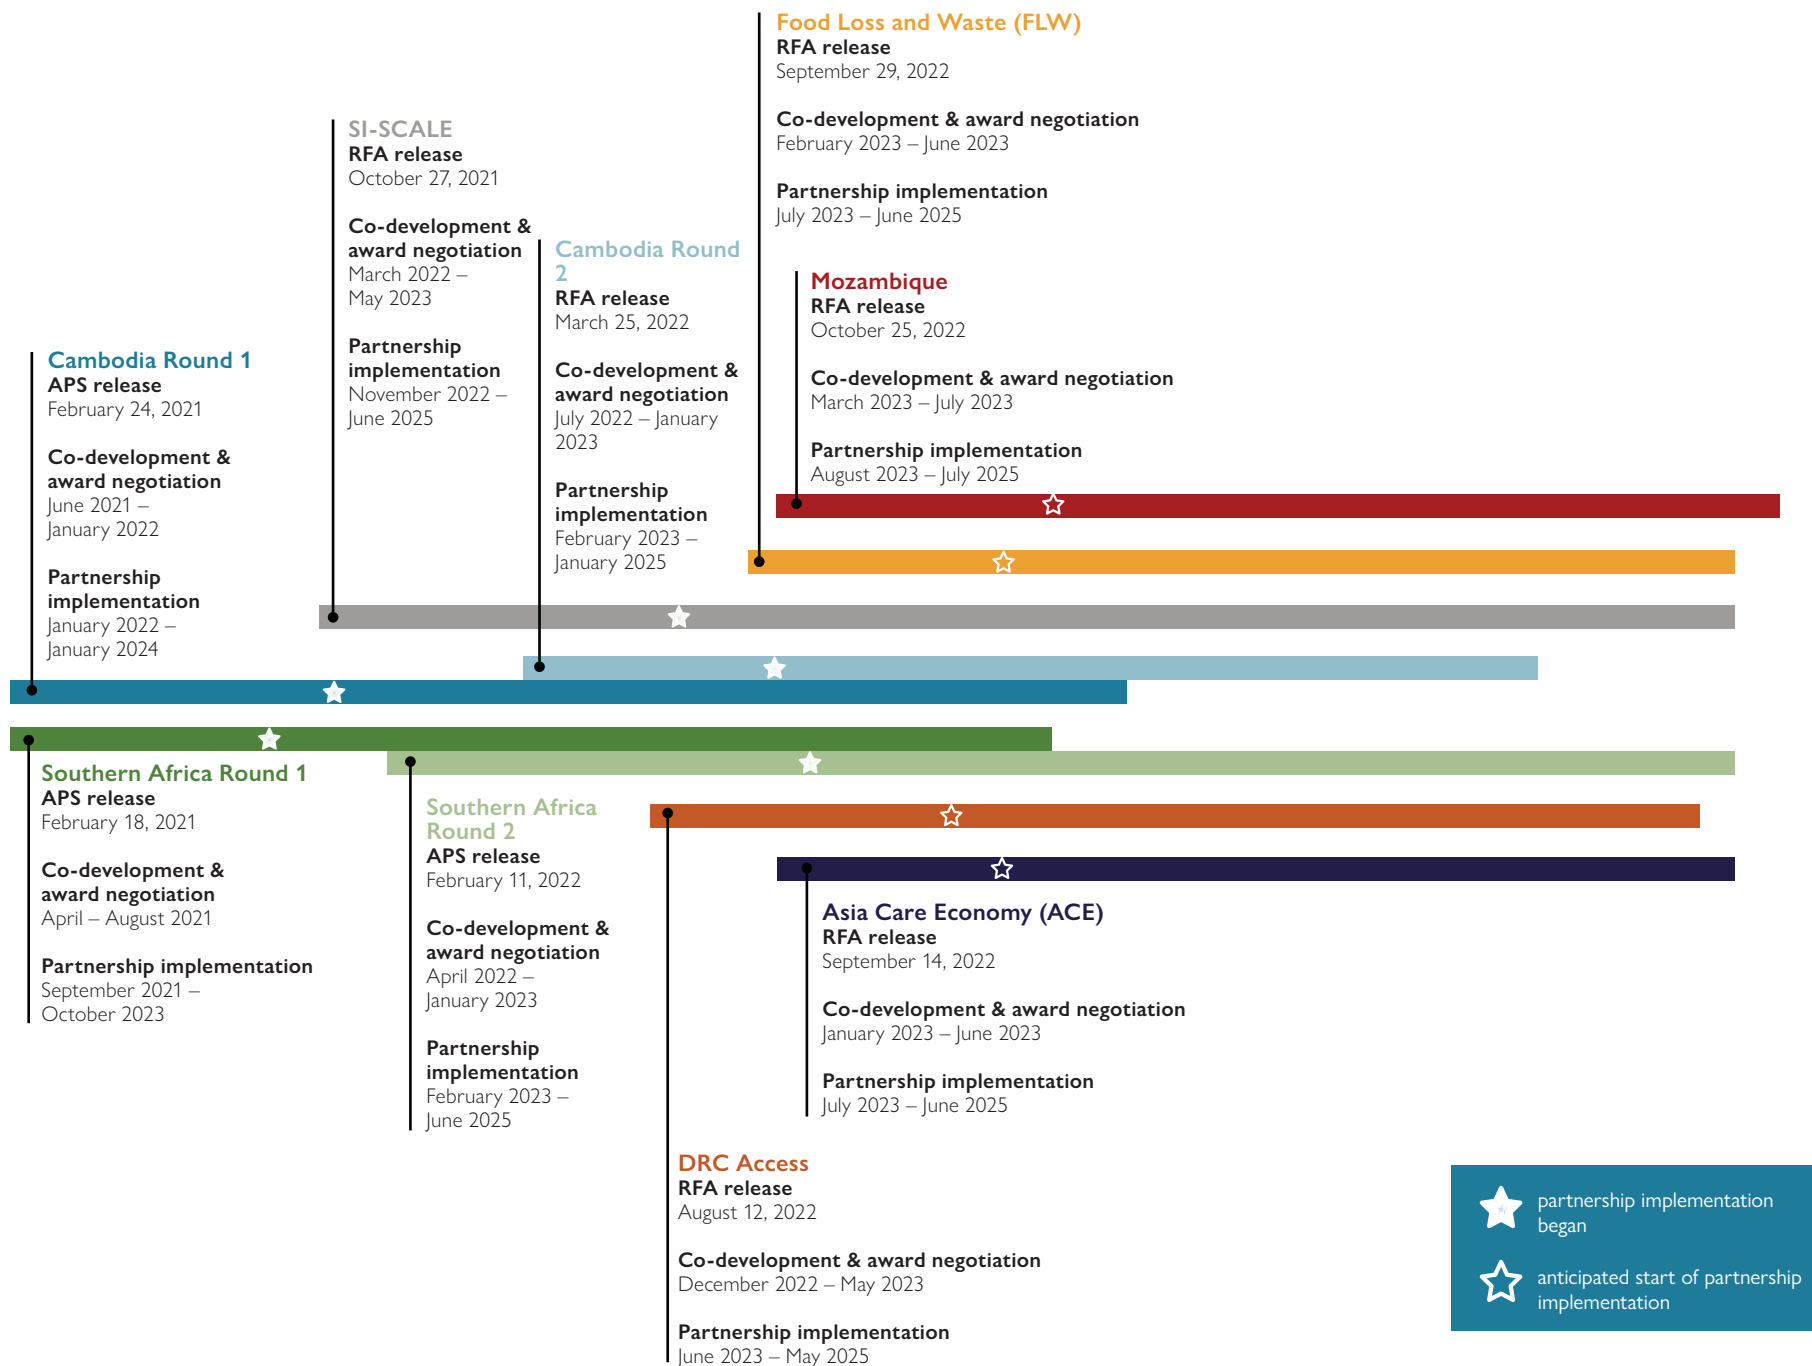 Food Loss and Waste (FLW)
RFA release
September 29, 2022
Co-development & award negotiation
February 2023 – June 2023
Partnership implementation
July 2023 – June 2025
SI-SCALE
RFA release
October 27, 2021
Co-development &
award negotiation
March 2022 –
May 2023
Partnership
implementation
November 2022 –
June 2025
Cambodia Round
2
RFA release
March 25, 2022
Co-development &
award negotiation
July 2022 – January
2023
Partnership
implementation
February 2023 –
January 2025
Mozambique
RFA release
October 25, 2022
Co-development & award negotiation
March 2023 – July 2023
Partnership implementation
August 2023 – July 2025
Cambodia Round 1
APS release
February 24, 2021
Co-development &
award negotiation
June 2021 –
January 2022
Partnership
implementation
January 2022 –
January 2024
Southern Africa Round 1
APS release
February 18, 2021
Co-development &
award negotiation
April – August 2021
Partnership implementation
September 2021 –
October 2023
Southern Africa
Round 2
APS release
February 11, 2022
Co-development &
award negotiation
April 2022 –
January 2023
Partnership
implementation
February 2023 –
June 2025
Asia Care Economy (ACE)
RFA release
September 14, 2022
Co-development & award negotiation
January 2023 – June 2023
Partnership implementation
July 2023 – June 2025
DRC Access
RFA release
August 12, 2022
Co-development & award negotiation
December 2022 – May 2023
Partnership implementation
June 2023 – May 2025
partnership implementation
began
anticipated start of partnership
implementation